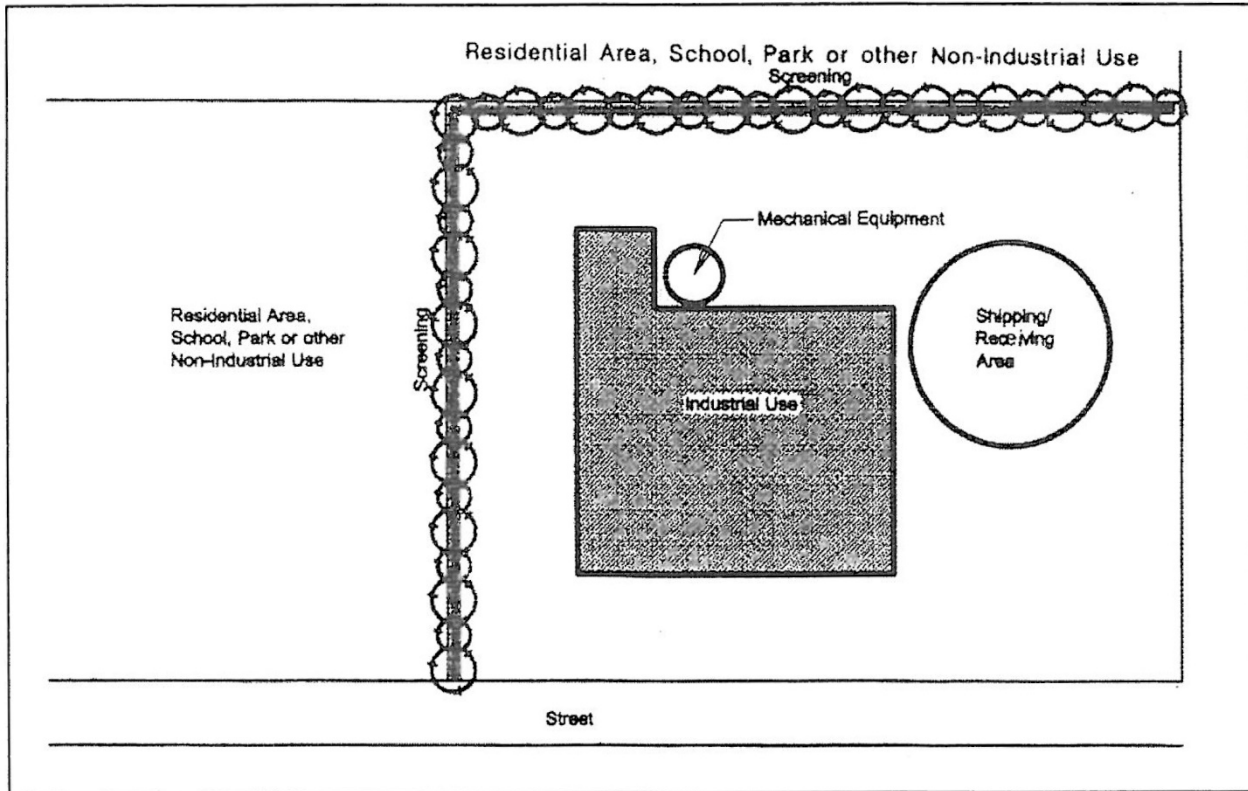 Residential Area, School, Park or other Non-Industrial Use
Screening
Mechanical Equipment
Residential Area,
School, Park or other
Non-Industrial Use
Screening
Shipping/
Receiving
Area
Industrial Use
Street